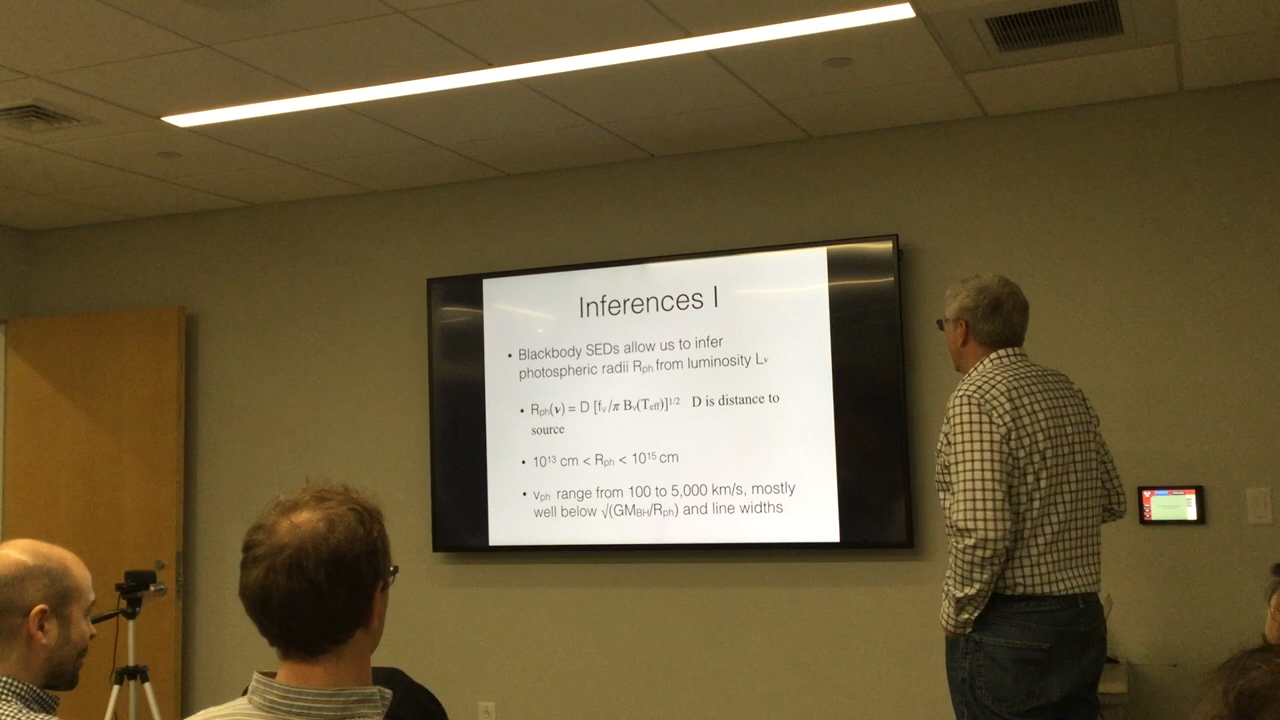 Inferences I
• Blackbody SEDs allow us to infer
photospheric radii Rph from luminosity Lν
• Rph(ν) = D [fν/π Bν(Teff)]1/2 D is distance to
source
• 10¹³ cm < Rph < 10¹⁵ cm
• vph range from 100 to 5,000 km/s, mostly
well below √(GMBH/Rph) and line widths